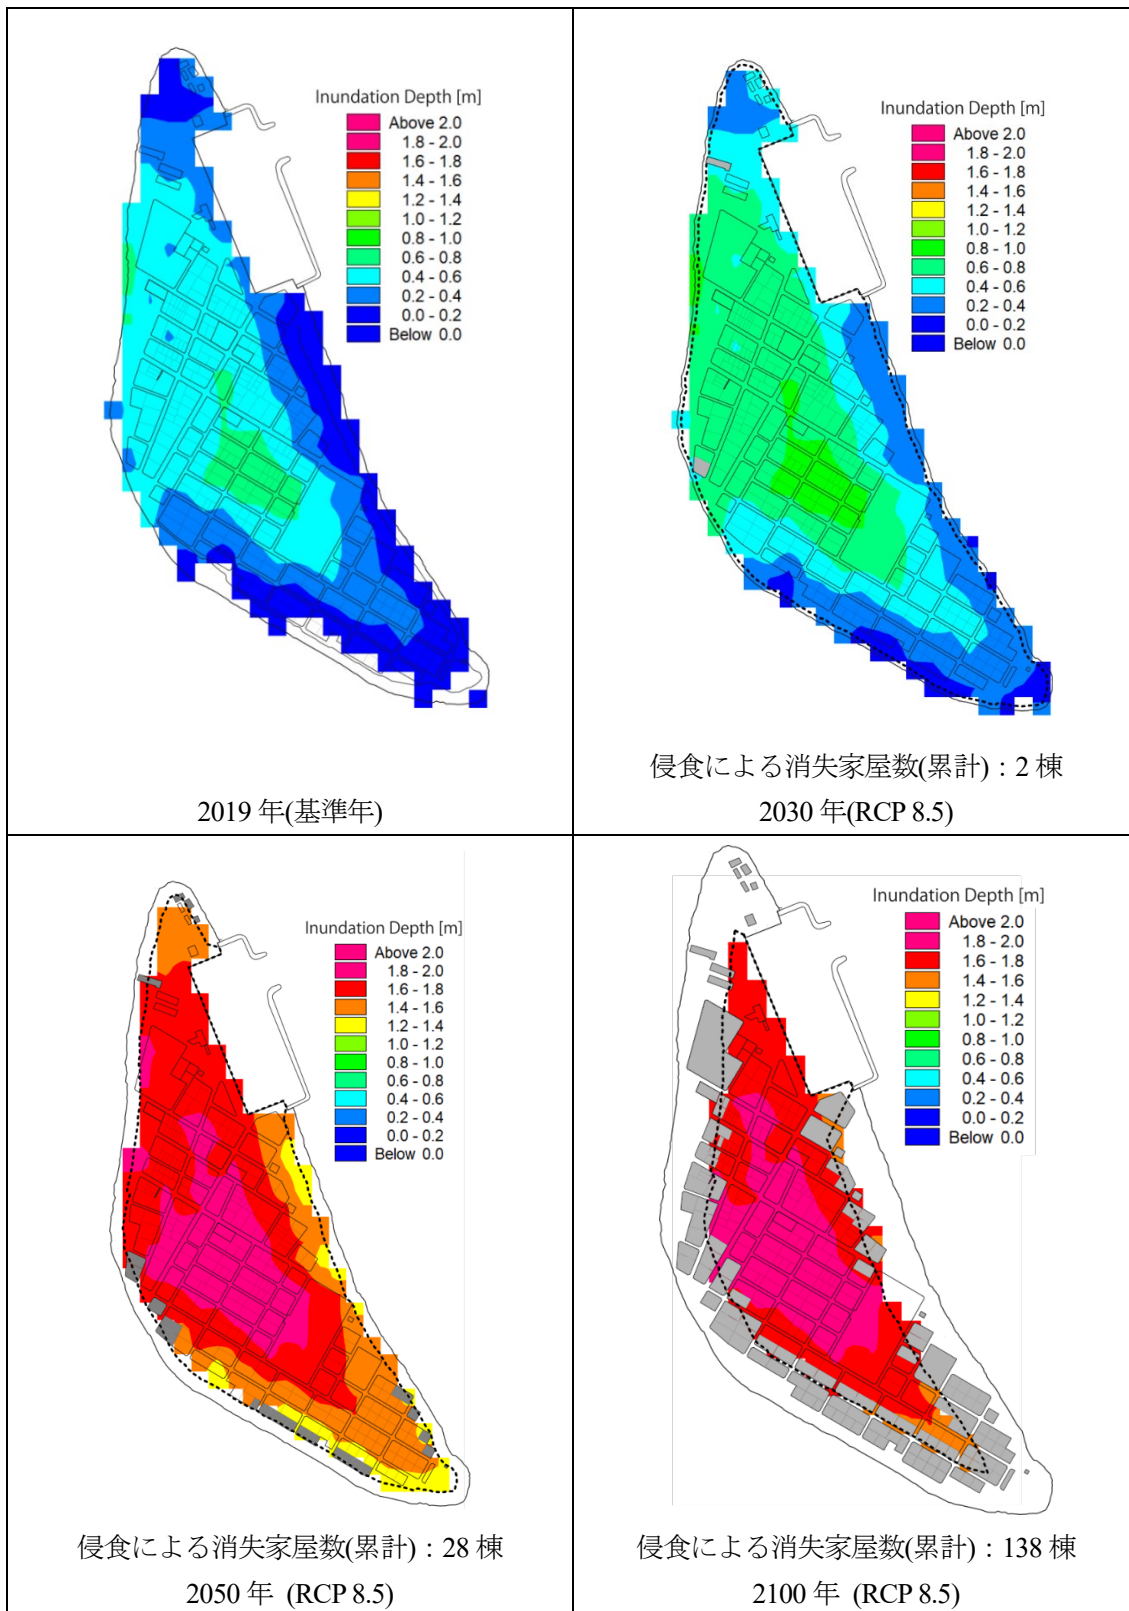 Inundation Depth [m]
Above 2.0
1.8 - 2.0
1.6 - 1.8
1.4 - 1.6
1.2 - 1.4
1.0 - 1.2
0.8 - 1.0
0.6 - 0.8
0.4 - 0.6
0.2 - 0.4
0.0 - 0.2
Below 0.0
2019 年(基準年)
Inundation Depth [m]
Above 2.0
1.8 - 2.0
1.6 - 1.8
1.4 - 1.6
1.2 - 1.4
1.0 - 1.2
0.8 - 1.0
0.6 - 0.8
0.4 - 0.6
0.2 - 0.4
0.0 - 0.2
Below 0.0
侵食による消失家屋数(累計)：2 棟
2030 年(RCP 8.5)
Inundation Depth [m]
Above 2.0
1.8 - 2.0
1.6 - 1.8
1.4 - 1.6
1.2 - 1.4
1.0 - 1.2
0.8 - 1.0
0.6 - 0.8
0.4 - 0.6
0.2 - 0.4
0.0 - 0.2
Below 0.0
侵食による消失家屋数(累計)：28 棟
2050 年 (RCP 8.5)
Inundation Depth [m]
Above 2.0
1.8 - 2.0
1.6 - 1.8
1.4 - 1.6
1.2 - 1.4
1.0 - 1.2
0.8 - 1.0
0.6 - 0.8
0.4 - 0.6
0.2 - 0.4
0.0 - 0.2
Below 0.0
侵食による消失家屋数(累計)：138 棟
2100 年 (RCP 8.5)